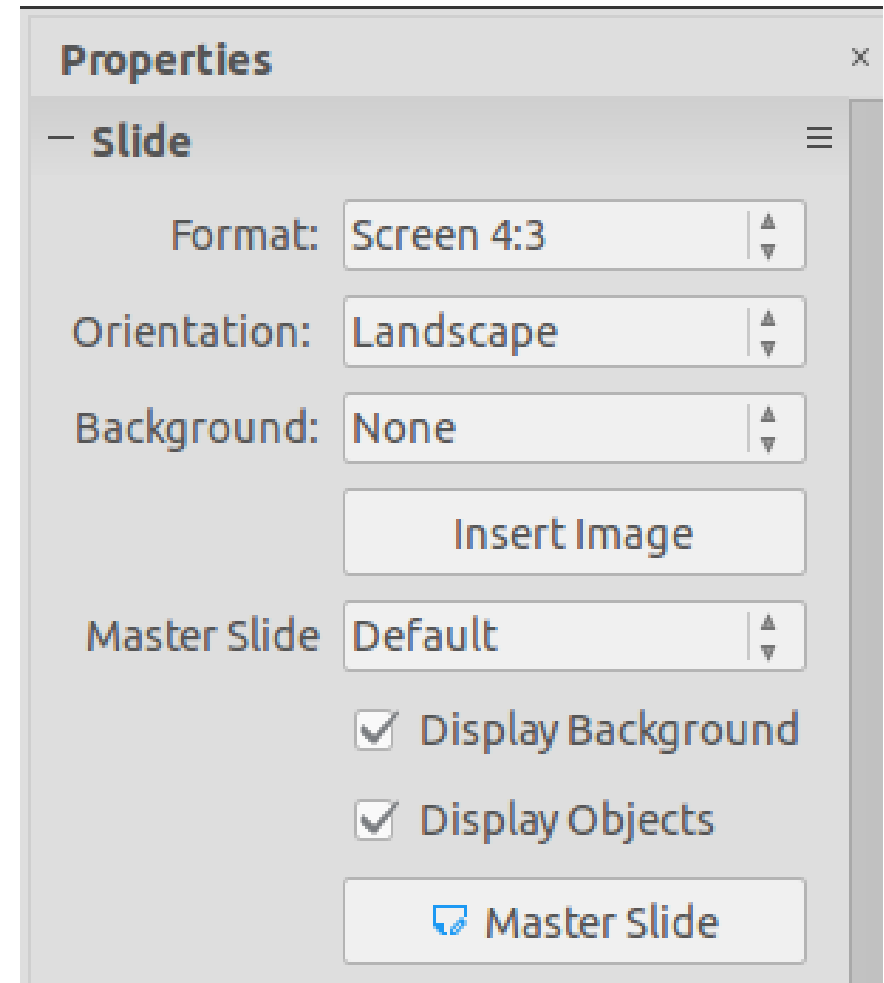 Properties
Slide
Format: Screen 4:3
Orientation: Landscape
Background: None
Insert Image
Master Slide Default
Display Background
Display Objects
Master Slide